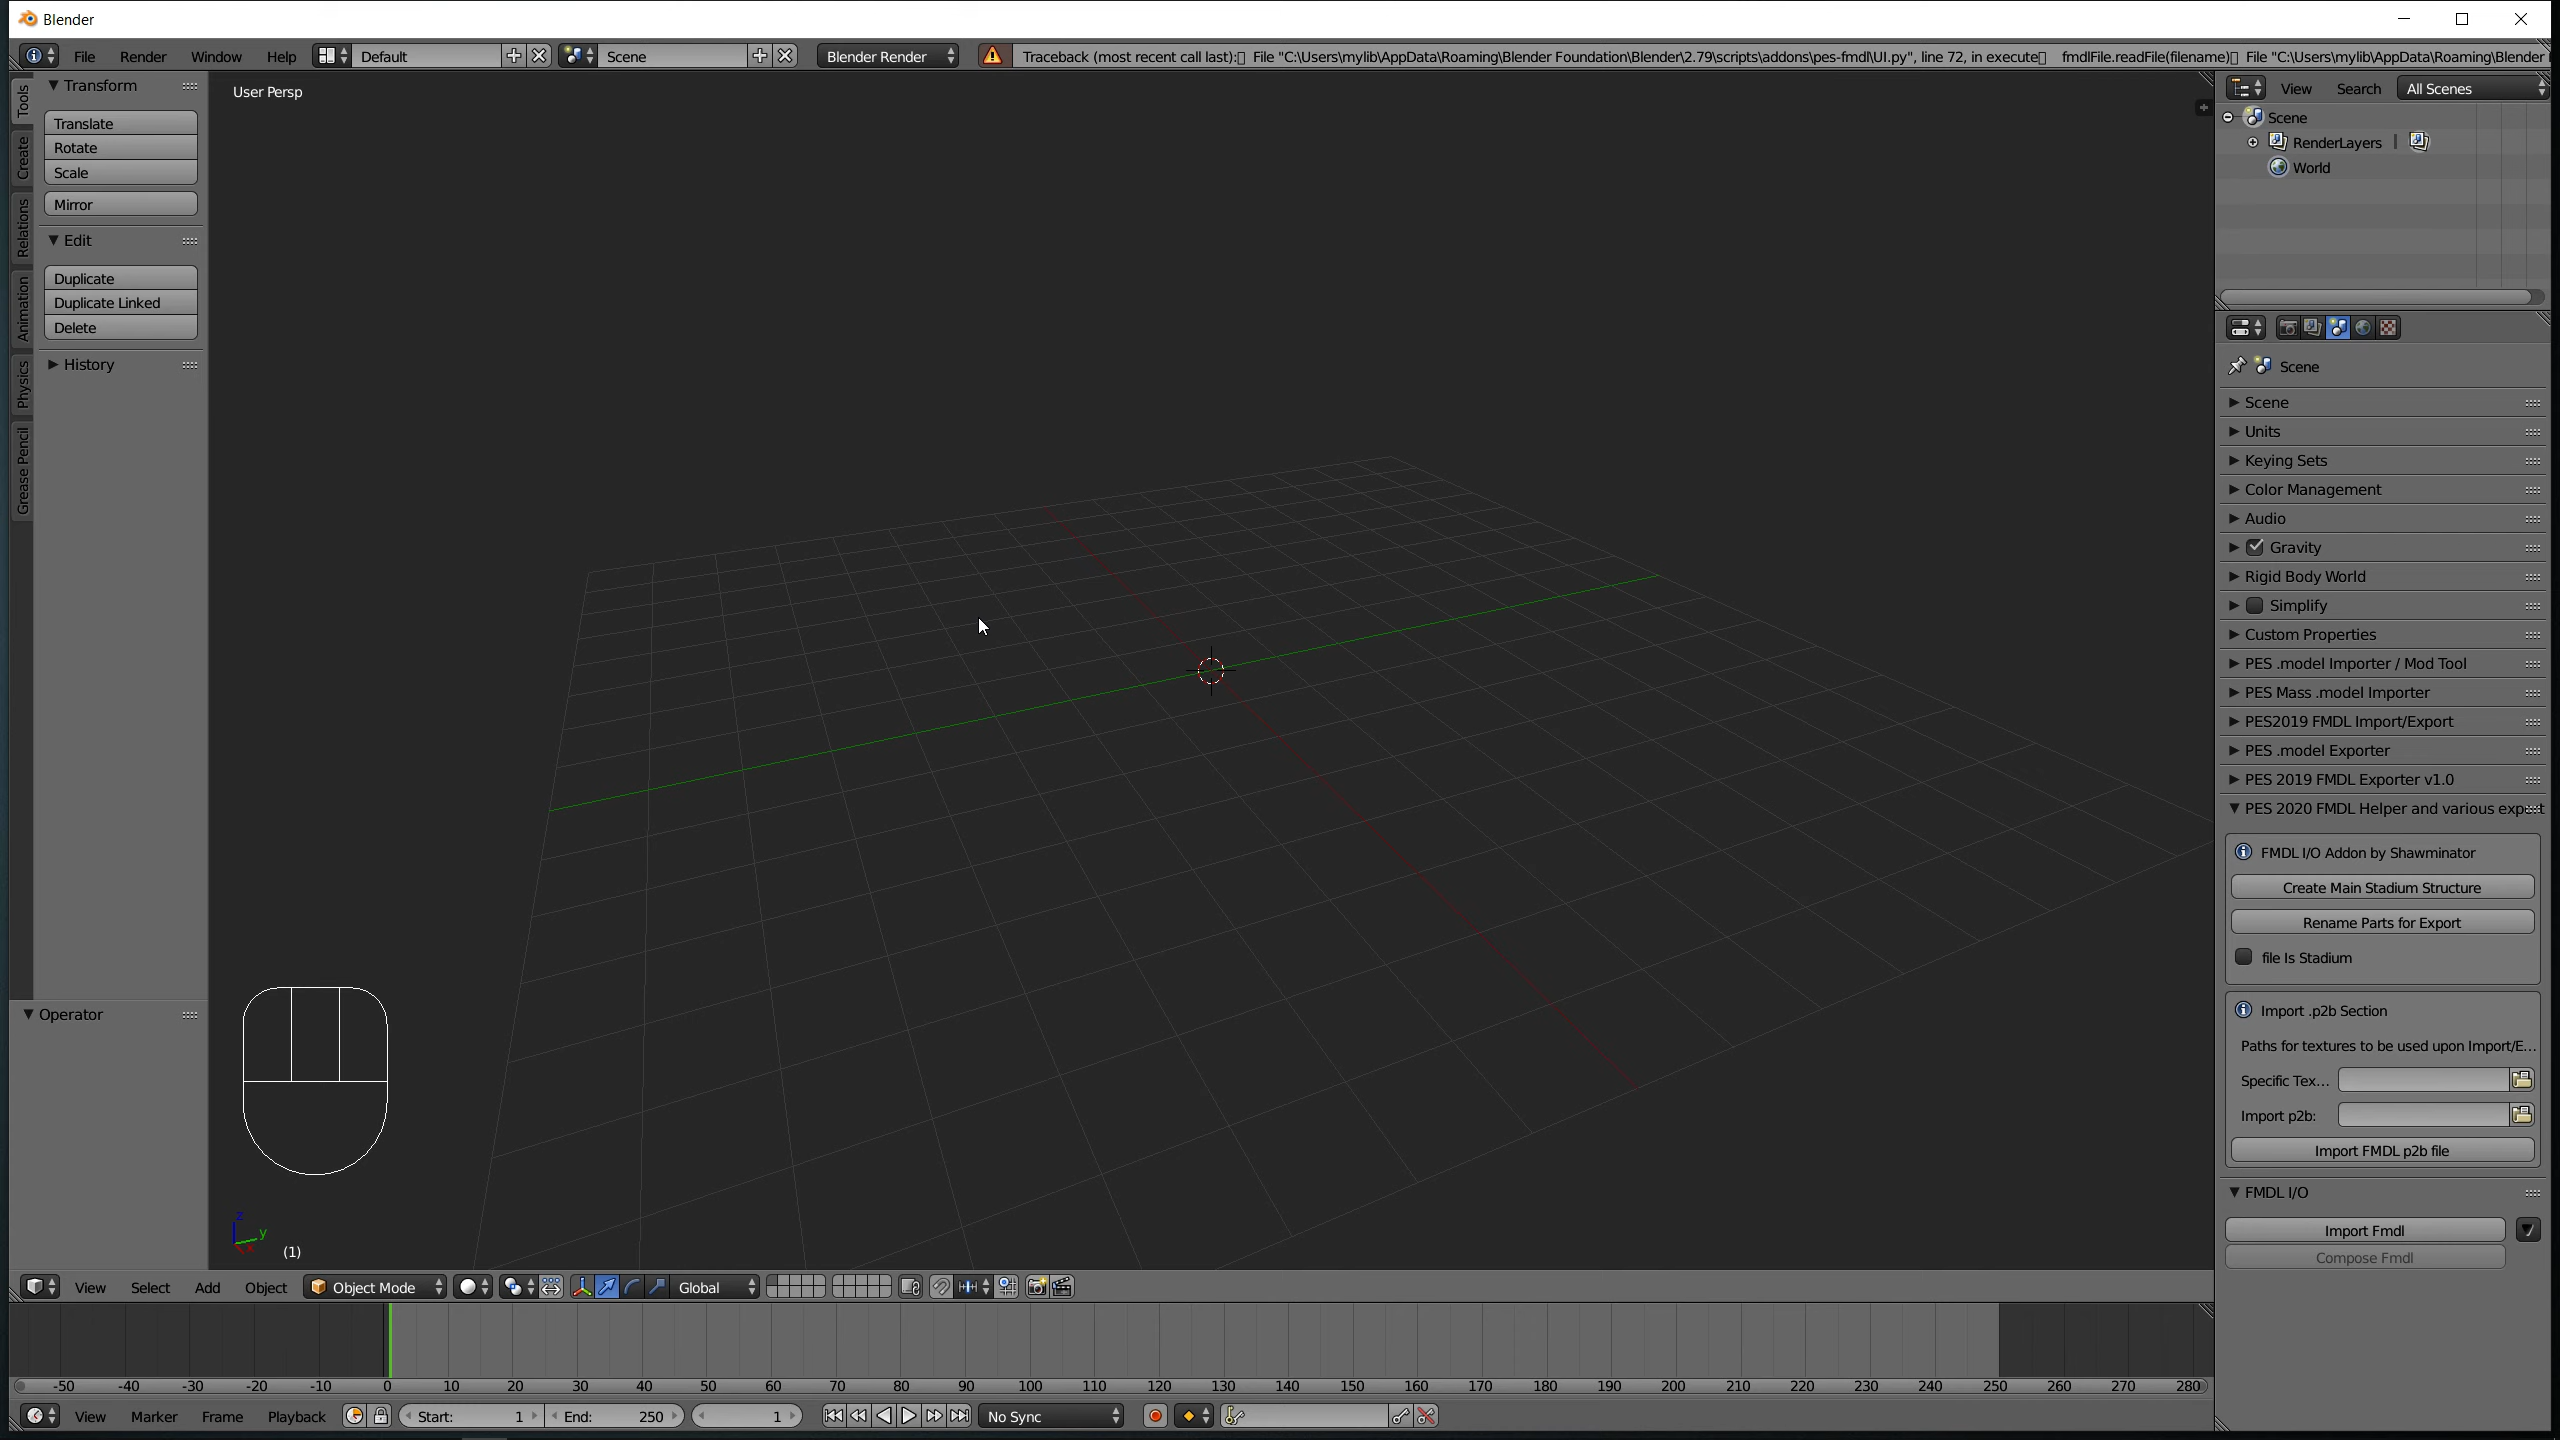 Blender
File Render Window Help Default Scene Blender Render Traceback (most recent call last): File "C:\Users\mylib\AppData\Roaming\Blender Foundation\Blender\2.79\scripts\addons\pes-fmdl\UI.py", line 72, in execute fmdlFile.readFile(filename) File "C:\Users\mylib\AppData\Roaming\Blender
Tools
Create
Relations
Animation
Physics
Grease Pencil
Transform
Translate
Rotate
Scale
Mirror
Edit
Duplicate
Duplicate Linked
Delete
History
Operator
User Persp
z
y
x
(1)
View Search All Scenes
Scene
RenderLayers
World
Scene
Scene
Units
Keying Sets
Color Management
Audio
Gravity
Rigid Body World
Simplify
Custom Properties
PES .model Importer / Mod Tool
PES Mass .model Importer
PES2019 FMDL Import/Export
PES .model Exporter
PES 2019 FMDL Exporter v1.0
PES 2020 FMDL Helper and various export
FMDL I/O Addon by Shawminator
Create Main Stadium Structure
Rename Parts for Export
file Is Stadium
Import .p2b Section
Paths for textures to be used upon Import/E...
Specific Tex...
Import p2b:
Import FMDL p2b file
FMDL I/O
Import Fmdl
Compose Fmdl
View Select Add Object Object Mode Global
-50 -40 -30 -20 -10 0 10 20 30 40 50 60 70 80 90 100 110 120 130 140 150 160 170 180 190 200 210 220 230 240 250 260 270 280
View Marker Frame Playback Start: 1 End: 250 1 No Sync